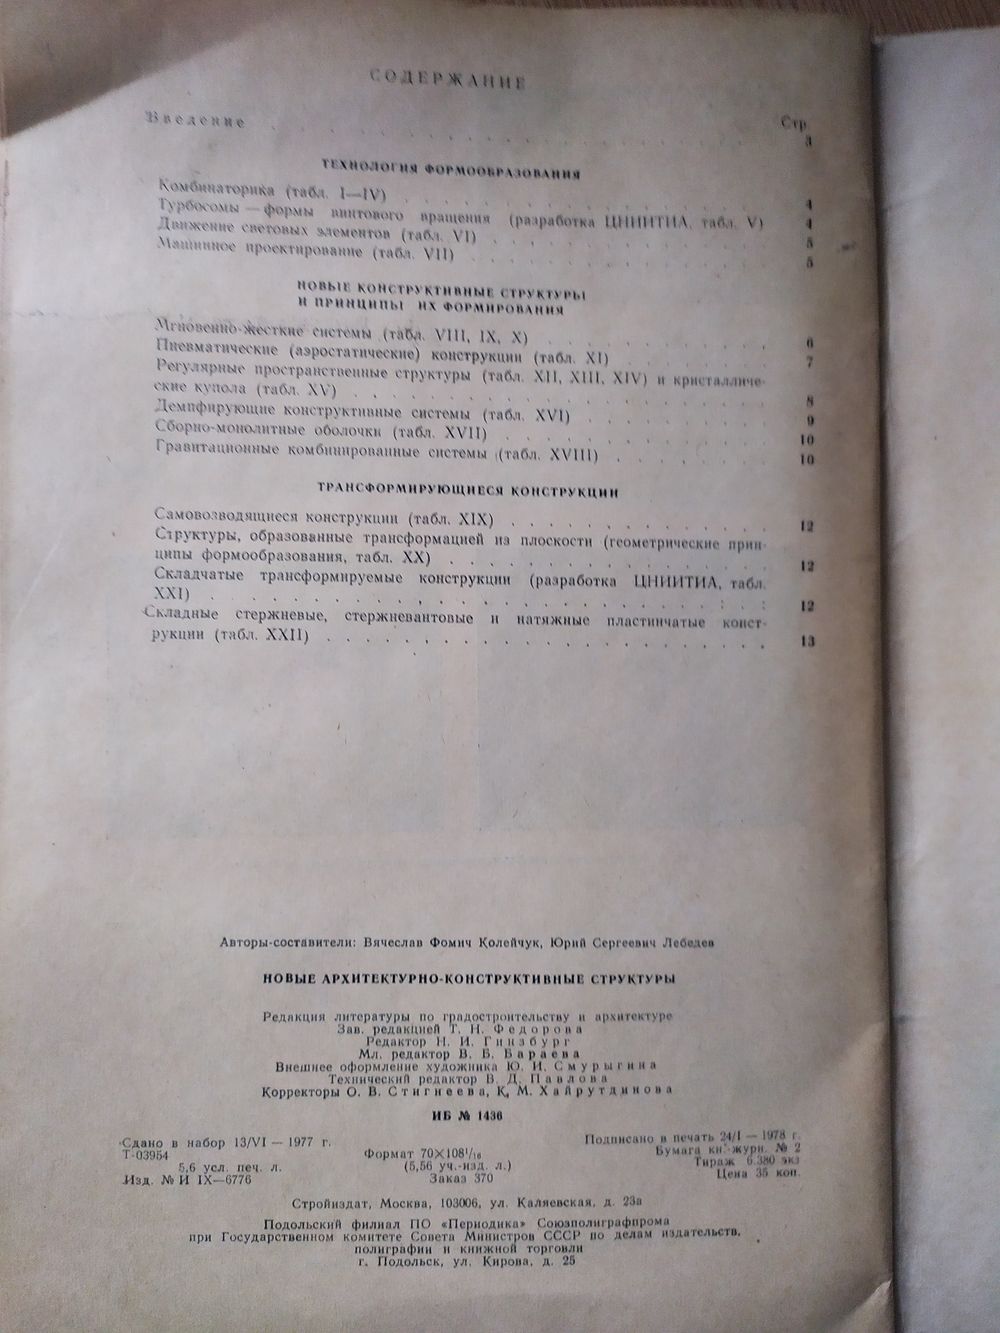 СОДЕРЖАНИЕ
Стр.
Введение . . . . . . . . . . . . . . . . 3
ТЕХНОЛОГИЯ ФОРМООБРАЗОВАНИЯ
Комбинаторика (табл. I—IV) . . . . . . . . . . . . 4
Турбосомы — формы винтового вращения (разработка ЦНИИТИА, табл. V) 4
Движение световых элементов (табл. VI) . . . . . . . . . . 5
Машинное проектирование (табл. VII) . . . . . . . . . . 5
НОВЫЕ КОНСТРУКТИВНЫЕ СТРУКТУРЫ
И ПРИНЦИПЫ ИХ ФОРМИРОВАНИЯ
Мгновенно-жесткие системы (табл. VIII, IX, X) . . . . . . . . 6
Пневматические (аэростатические) конструкции (табл. XI) . . . . . 7
Регулярные пространственные структуры (табл. XII, XIII, XIV) и кристалличе-
ские купола (табл. XV) . . . . . . . . . . . . . 8
Демпфирующие конструктивные системы (табл. XVI) . . . . . . 9
Сборно-монолитные оболочки (табл. XVII) . . . . . . . . . 10
Гравитационные комбинированные системы (табл. XVIII) . . . . . 10
ТРАНСФОРМИРУЮЩИЕСЯ КОНСТРУКЦИИ
Самовозводящиеся конструкции (табл. XIX) . . . . . . . . . 12
Структуры, образованные трансформацией из плоскости (геометрические прин-
ципы формообразования, табл. XX) . . . . . . . . . . . 12
Складчатые трансформируемые конструкции (разработка ЦНИИТИА, табл.
XXI) . . . . . . . . . . . . . . . . . 12
Складные стержневые, стержневантовые и натяжные пластинчатые конст-
рукции (табл. XXII) . . . . . . . . . . . . . . 13
Авторы-составители: Вячеслав Фомич Колейчук, Юрий Сергеевич Лебедев
НОВЫЕ АРХИТЕКТУРНО-КОНСТРУКТИВНЫЕ СТРУКТУРЫ
Редакция литературы по градостроительству и архитектуре
Зав. редакцией Т. Н. Федорова
Редактор Н. И. Гинзбург
Мл. редактор В. Б. Бараева
Внешнее оформление художника Ю. И. Смурыгина
Технический редактор В. Д. Павлова
Корректоры О. В. Стигнеева, К. М. Хайрутдинова
ИБ № 1436
Сдано в набор 13/VI — 1977 г. Подписано в печать 24/I — 1978 г.
Т-03954 Формат 70×108¹/₁₆ Бумага кн.-журн. № 2
5,6 усл. печ. л. (5,56 уч.-изд. л.) Тираж 6.380 экз
Изд. № И IX—6776 Заказ 370 Цена 35 коп.
Стройиздат, Москва, 103006, ул. Каляевская, д. 23а
Подольский филиал ПО «Периодика» Союзполиграфпрома
при Государственном комитете Совета Министров СССР по делам издательств,
полиграфии и книжной торговли
г. Подольск, ул. Кирова, д. 25